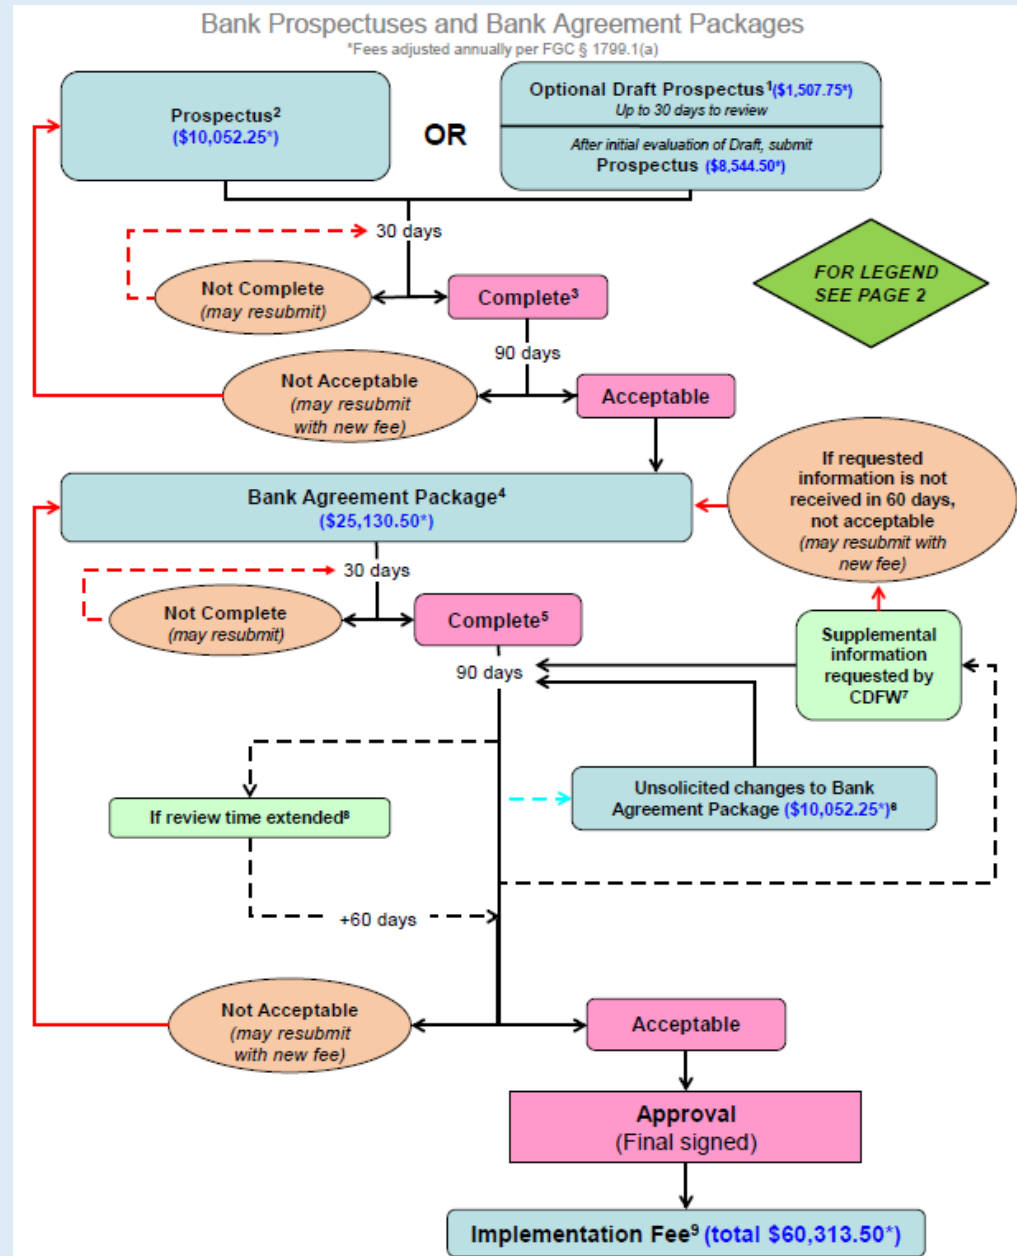 Bank Prospectuses and Bank Agreement Packages
*Fees adjusted annually per FGC § 1799.1(a)
Prospectus²
($10,052.25*)
OR
Optional Draft Prospectus¹($1,507.75*)
Up to 30 days to review
After initial evaluation of Draft, submit
Prospectus ($8,544.50*)
30 days
Not Complete
(may resubmit)
Complete³
FOR LEGEND
SEE PAGE 2
90 days
Not Acceptable
(may resubmit
with new fee)
Acceptable
If requested
information is not
received in 60 days,
not acceptable
(may resubmit with
new fee)
Bank Agreement Package⁴
($25,130.50*)
30 days
Not Complete
(may resubmit)
Complete⁵
Supplemental
information
requested by
CDFW⁷
90 days
Unsolicited changes to Bank
Agreement Package ($10,052.25*)⁶
If review time extended⁸
+60 days
Not Acceptable
(may resubmit
with new fee)
Acceptable
Approval
(Final signed)
Implementation Fee⁹ (total $60,313.50*)